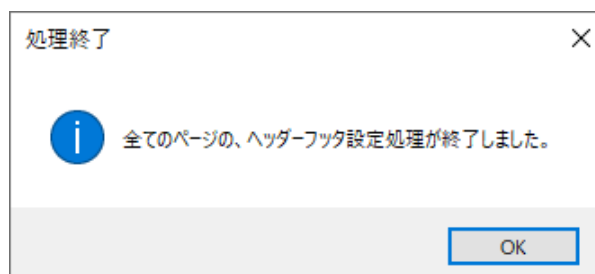 処理終了
全てのページの、ヘッダーフッタ設定処理が終了しました。
OK